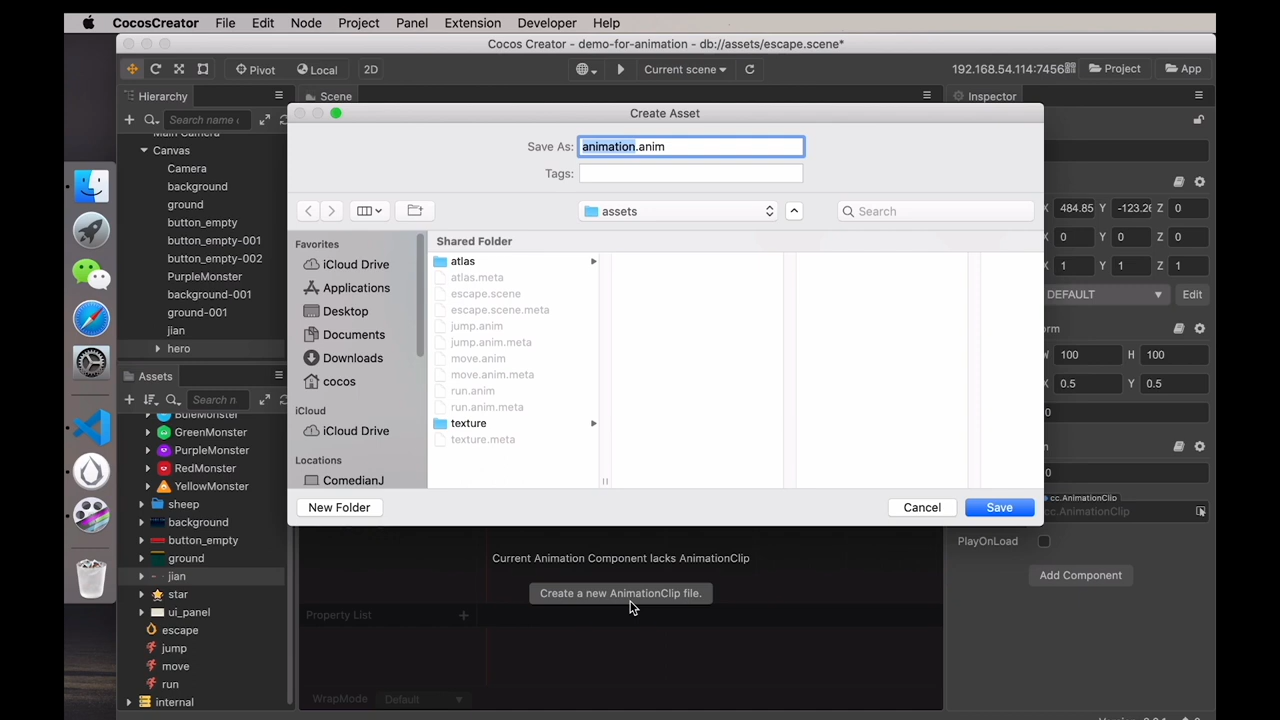 CocosCreator File Edit Node Project Panel Extension Developer Help
Cocos Creator - demo-for-animation - db://assets/escape.scene*
Pivot Local 2D Current scene 192.168.54.114:7456 Project App
Hierarchy Scene Inspector
Search name
Canvas
Camera
background
ground
button_empty
button_empty-001
button_empty-002
PurpleMonster
background-001
ground-001
jian
hero
Assets
Search n
GreenMonster
PurpleMonster
RedMonster
YellowMonster
sheep
background
button_empty
ground
jian
star
ui_panel
escape
jump
move
run
internal
Create Asset
Save As: animation.anim
Tags:
assets
Search
Favorites
iCloud Drive
Applications
Desktop
Documents
Downloads
cocos
iCloud
iCloud Drive
Locations
ComedianJ
Shared Folder
atlas
atlas.meta
escape.scene
escape.scene.meta
jump.anim
jump.anim.meta
move.anim
move.anim.meta
run.anim
run.anim.meta
texture
texture.meta
New Folder Cancel Save
Current Animation Component lacks AnimationClip
Create a new AnimationClip file.
Property List
WrapMode Default
X 484.85 Y -123.26 Z 0
X 0 Y 0 Z 0
X 1 Y 1 Z 1
DEFAULT Edit
orm
W 100 H 100
X 0.5 Y 0.5
0
n
0
cc.AnimationClip
cc.AnimationClip
PlayOnLoad
Add Component